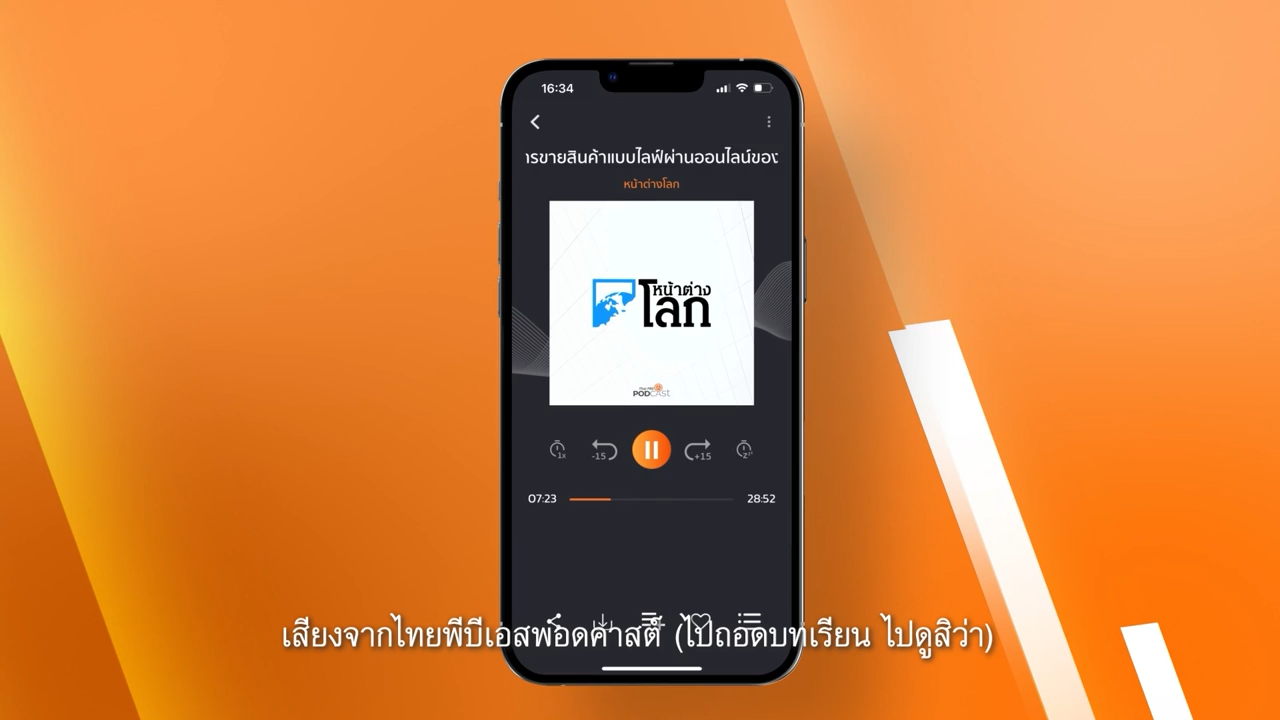 16:34
ารขายสินค้าแบบไลฟ์ผ่านออนไลน์ของ
หน้าต่างโลก
หน้าต่าง
โลก
Thai PBS
PODCAST
1x
-15
+15
07:23
28:52
เสียงจากไทยพีบีเอสพอดคาสต์ (ไปถอดบทเรียน ไปดูสิว่า)